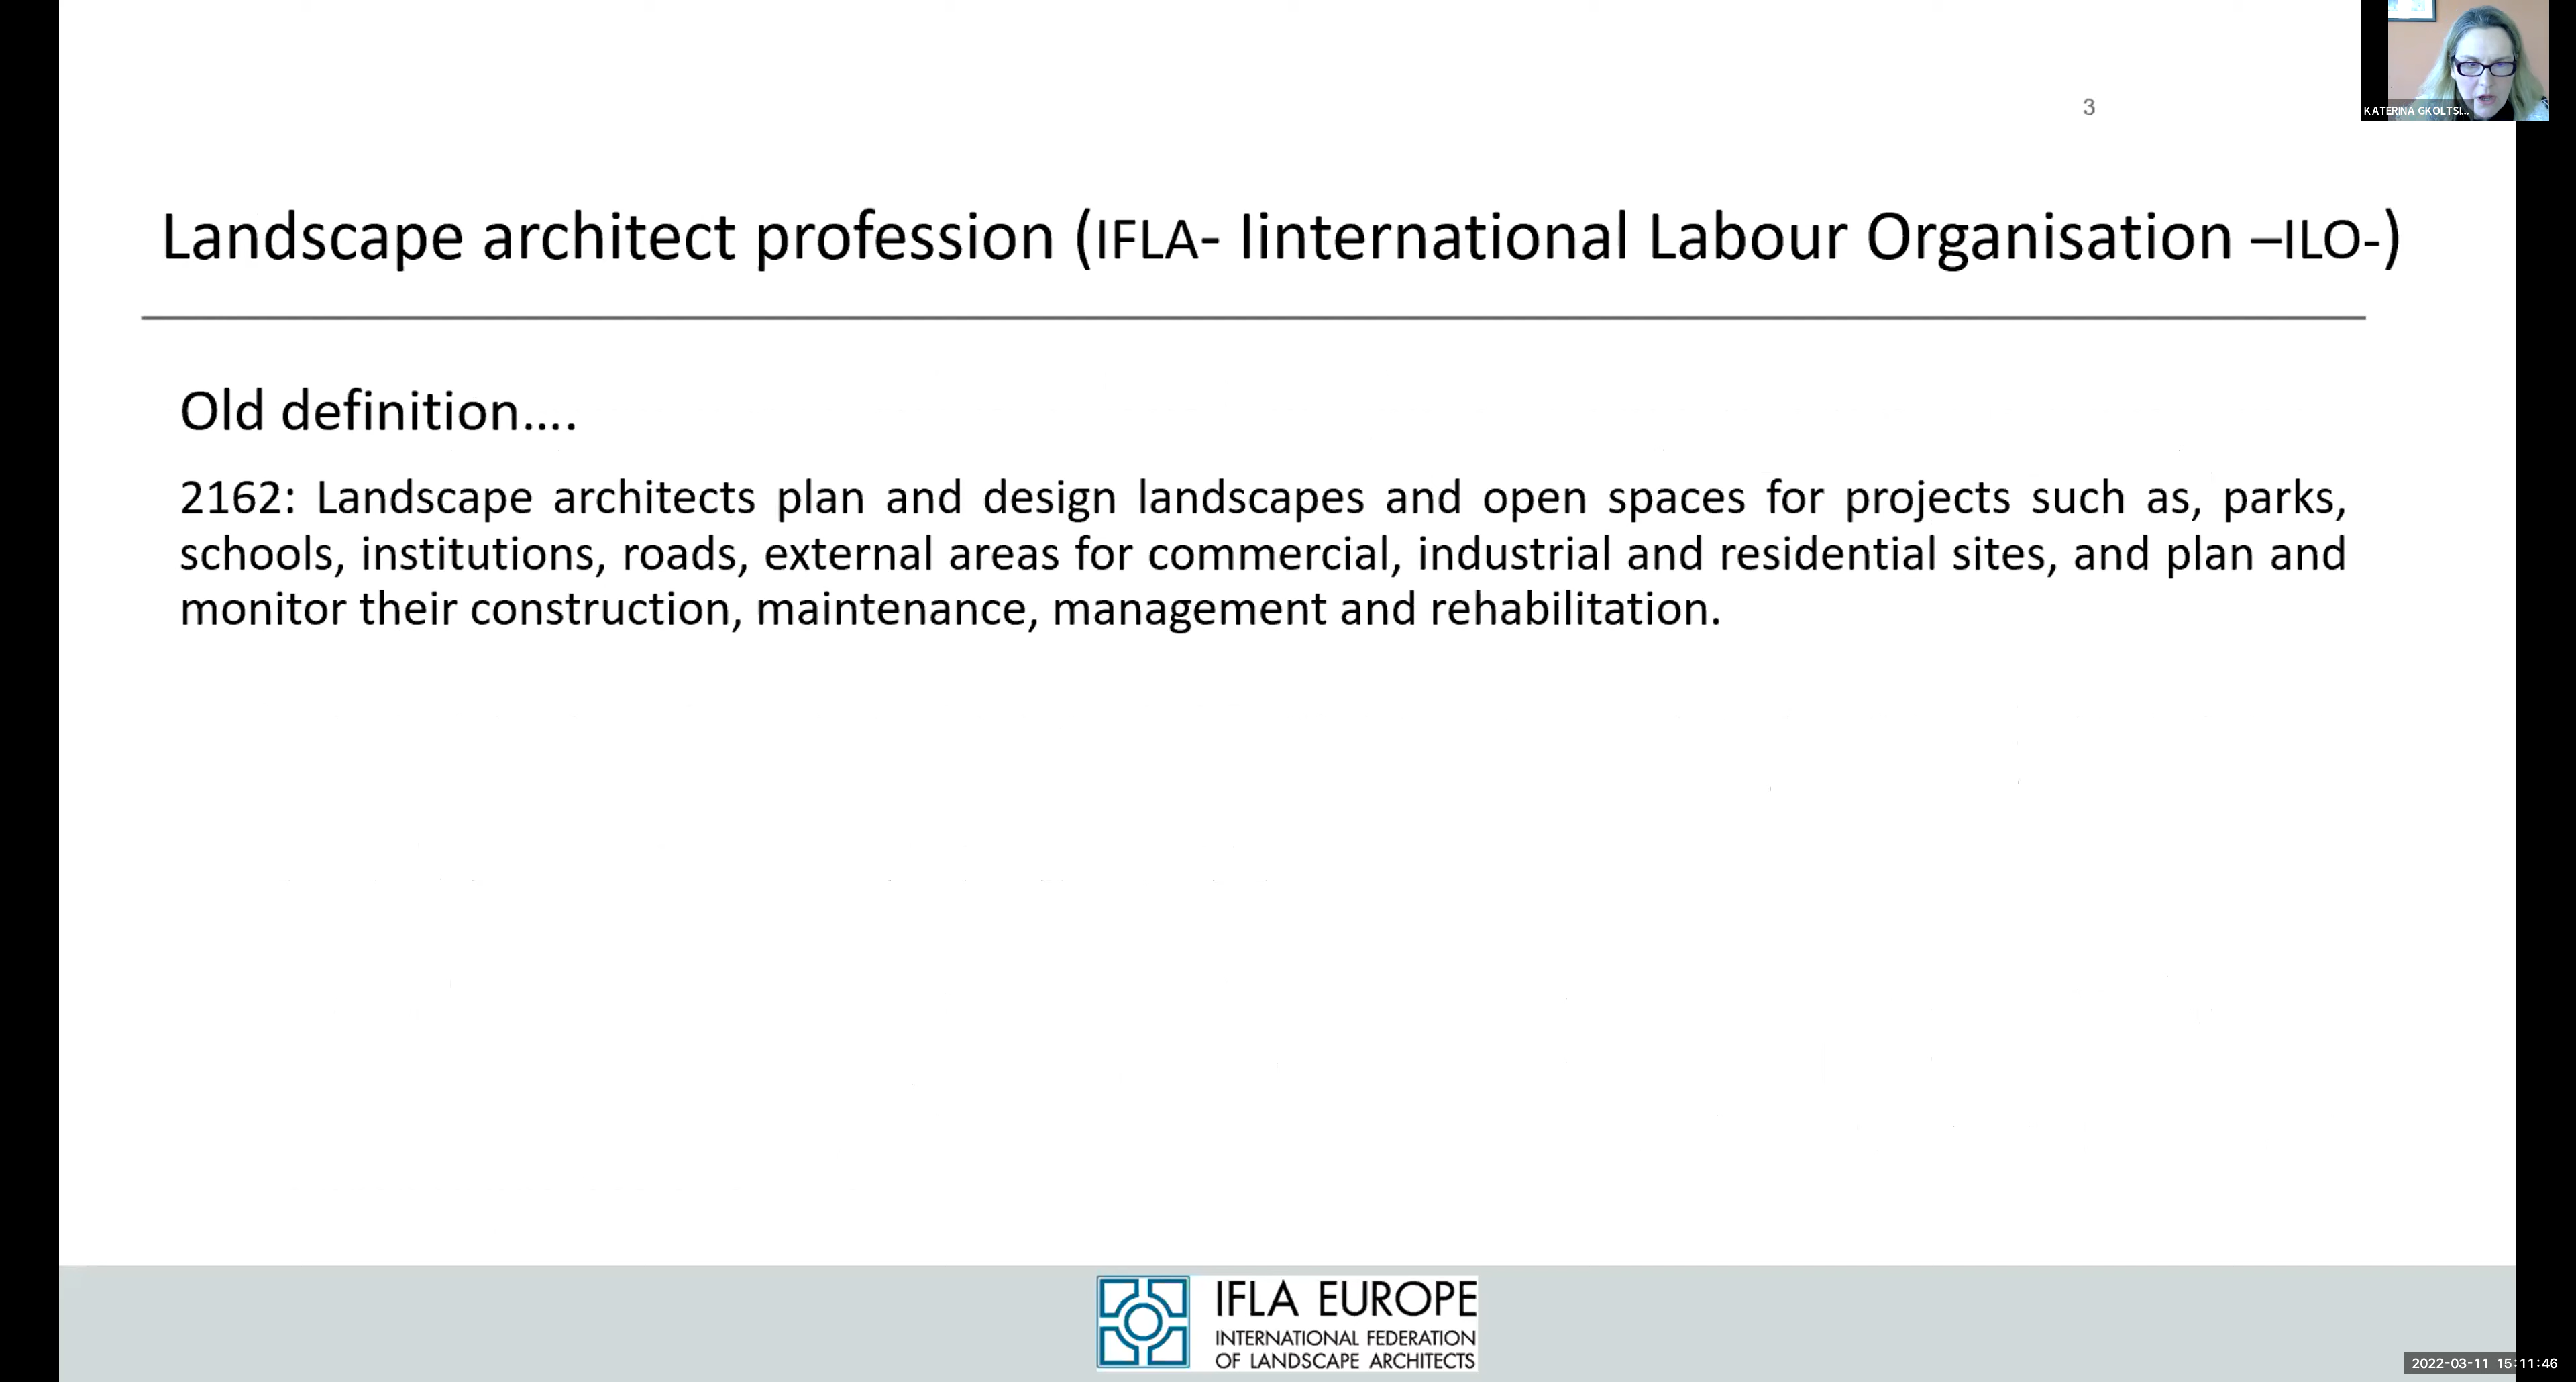 KATERINA GKOLTSI...
3
Landscape architect profession (IFLA- Iinternational Labour Organisation –ILO-)
Old definition....
2162: Landscape architects plan and design landscapes and open spaces for projects such as, parks,
schools, institutions, roads, external areas for commercial, industrial and residential sites, and plan and
monitor their construction, maintenance, management and rehabilitation.
IFLA EUROPE
INTERNATIONAL FEDERATION
OF LANDSCAPE ARCHITECTS
2022-03-11 15:11:46